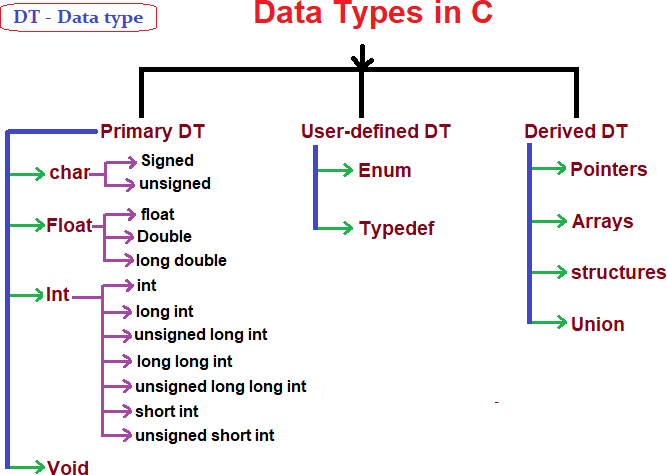 DT - Data type
Data Types in C
Primary DT
char
Signed
unsigned
Float
float
Double
long double
Int
int
long int
unsigned long int
long long int
unsigned long long int
short int
unsigned short int
Void
User-defined DT
Enum
Typedef
Derived DT
Pointers
Arrays
structures
Union